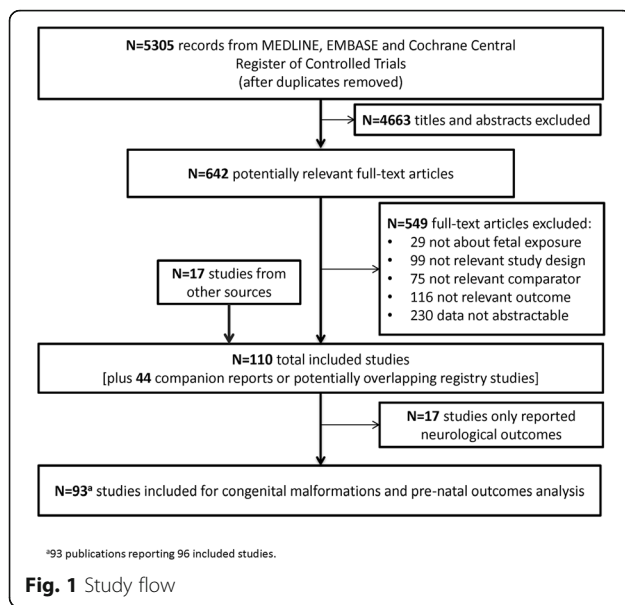 N=5305 records from MEDLINE, EMBASE and Cochrane Central
Register of Controlled Trials
(after duplicates removed)
N=4663 titles and abstracts excluded
N=642 potentially relevant full-text articles
N=549 full-text articles excluded:
• 29 not about fetal exposure
• 99 not relevant study design
• 75 not relevant comparator
• 116 not relevant outcome
• 230 data not abstractable
N=17 studies from
other sources
N=110 total included studies
[plus 44 companion reports or potentially overlapping registry studies]
N=17 studies only reported
neurological outcomes
N=93ᵃ studies included for congenital malformations and pre-natal outcomes analysis
ᵃ93 publications reporting 96 included studies.
Fig. 1 Study flow